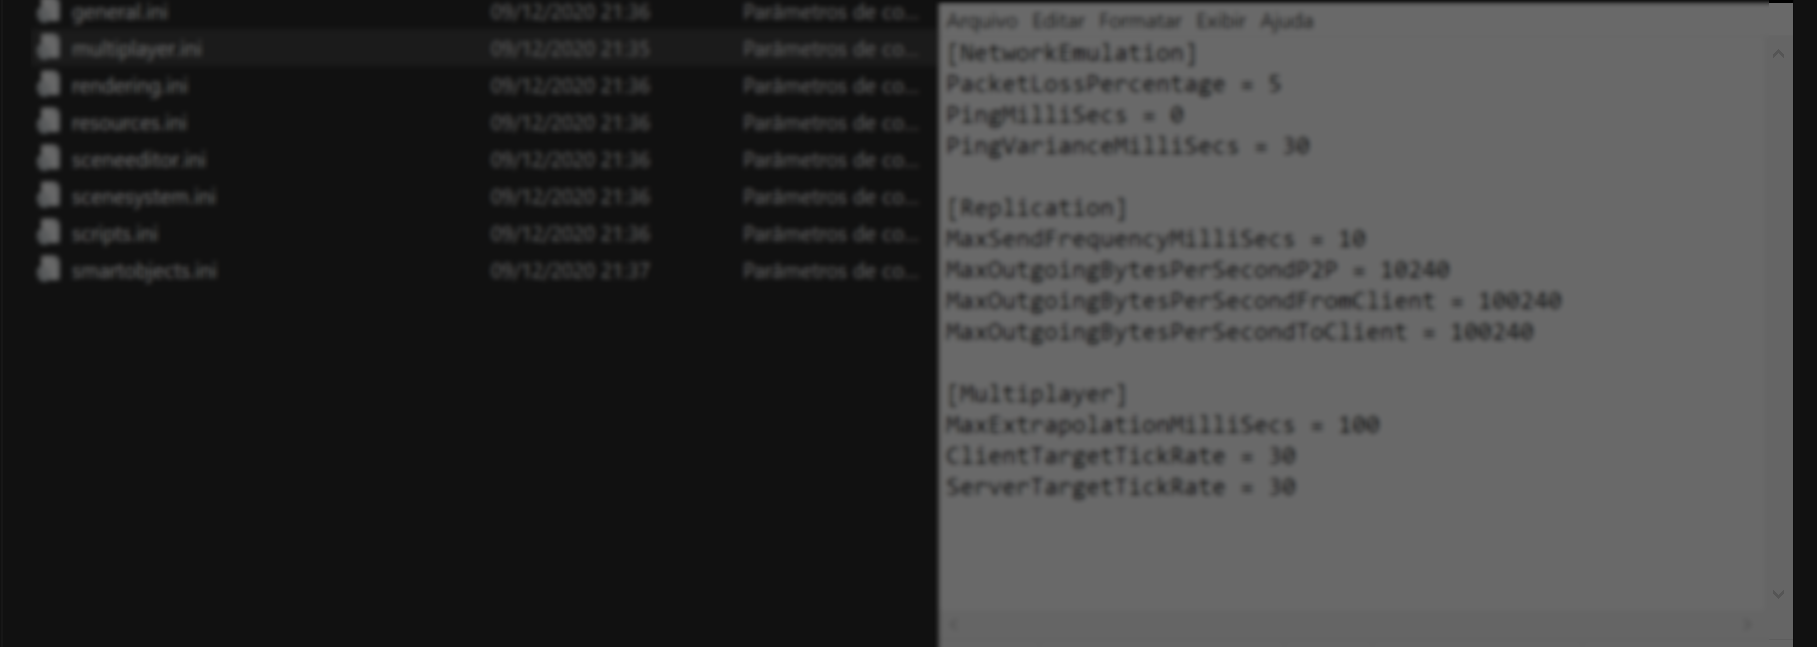 general.ini 09/12/2020 21:36 Parâmetros de co...
multiplayer.ini 09/12/2020 21:35 Parâmetros de co...
rendering.ini 09/12/2020 21:36 Parâmetros de co...
resources.ini 09/12/2020 21:36 Parâmetros de co...
sceneeditor.ini 09/12/2020 21:36 Parâmetros de co...
scenesystem.ini 09/12/2020 21:36 Parâmetros de co...
scripts.ini 09/12/2020 21:36 Parâmetros de co...
smartobjects.ini 09/12/2020 21:37 Parâmetros de co...
Arquivo Editar Formatar Exibir Ajuda
[NetworkEmulation]
PacketLossPercentage = 5
PingMilliSecs = 0
PingVarianceMilliSecs = 30
[Replication]
MaxSendFrequencyMilliSecs = 10
MaxOutgoingBytesPerSecondP2P = 10240
MaxOutgoingBytesPerSecondFromClient = 100240
MaxOutgoingBytesPerSecondToClient = 100240
[Multiplayer]
MaxExtrapolationMilliSecs = 100
ClientTargetTickRate = 30
ServerTargetTickRate = 30